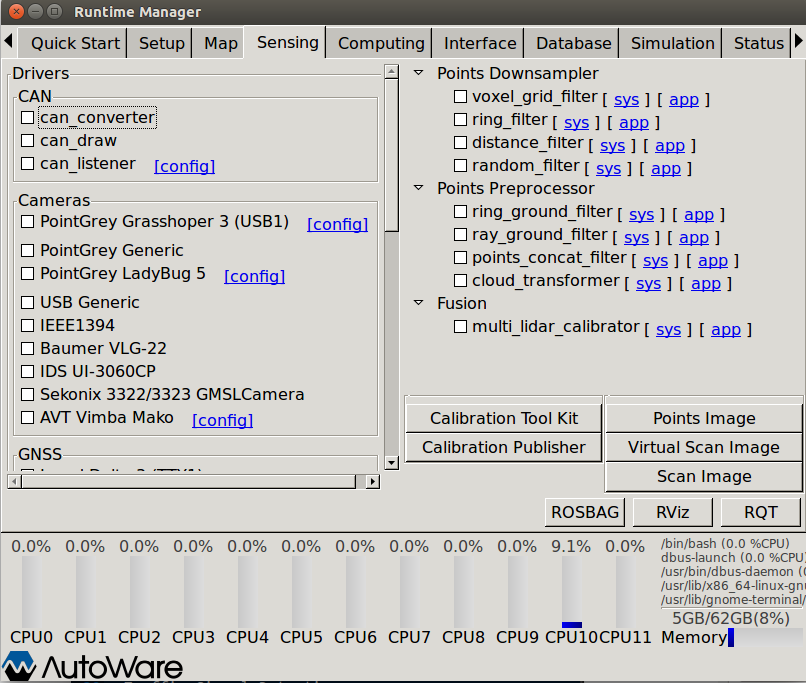 Runtime Manager
Quick Start Setup Map Sensing Computing Interface Database Simulation Status
Drivers
CAN
can_converter
can_draw
can_listener [config]
Cameras
PointGrey Grasshoper 3 (USB1) [config]
PointGrey Generic
PointGrey LadyBug 5 [config]
USB Generic
IEEE1394
Baumer VLG-22
IDS UI-3060CP
Sekonix 3322/3323 GMSLCamera
AVT Vimba Mako [config]
GNSS
Points Downsampler
voxel_grid_filter [ sys ] [ app ]
ring_filter [ sys ] [ app ]
distance_filter [ sys ] [ app ]
random_filter [ sys ] [ app ]
Points Preprocessor
ring_ground_filter [ sys ] [ app ]
ray_ground_filter [ sys ] [ app ]
points_concat_filter [ sys ] [ app ]
cloud_transformer [ sys ] [ app ]
Fusion
multi_lidar_calibrator [ sys ] [ app ]
Calibration Tool Kit
Calibration Publisher
Points Image
Virtual Scan Image
Scan Image
ROSBAG RViz RQT
0.0% 0.0% 0.0% 0.0% 0.0% 0.0% 0.0% 0.0% 0.0% 0.0% 9.1% 0.0%
CPU0 CPU1 CPU2 CPU3 CPU4 CPU5 CPU6 CPU7 CPU8 CPU9 CPU10 CPU11
/bin/bash (0.0 %CPU)
dbus-launch (0.0 %CPU)
/usr/bin/dbus-daemon (0
/usr/lib/x86_64-linux-gnu
/usr/lib/gnome-terminal/
5GB/62GB(8%)
Memory
AutoWare